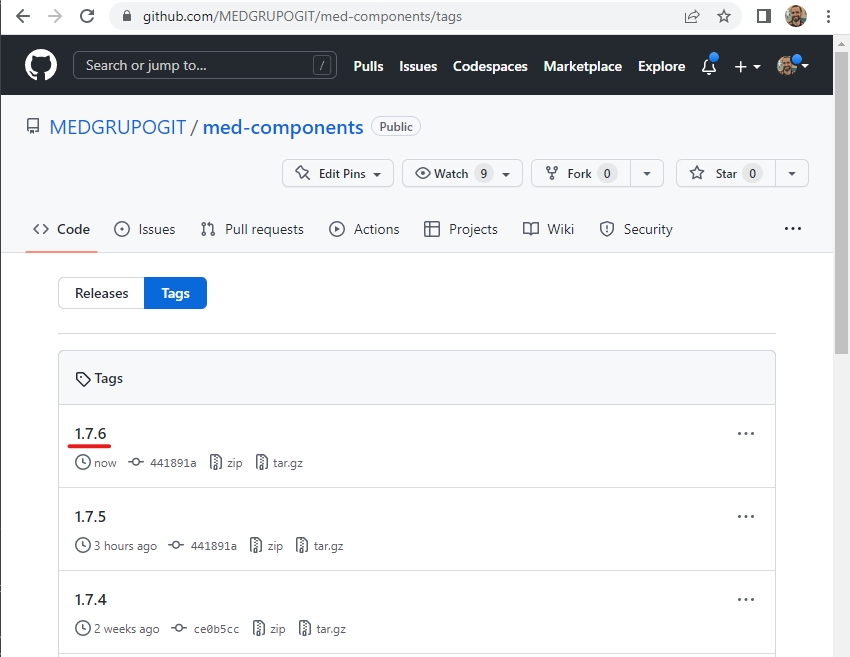 github.com/MEDGRUPOGIT/med-components/tags
Search or jump to... /
Pulls Issues Codespaces Marketplace Explore
MEDGRUPOGIT / med-components Public
Edit Pins Watch 9 Fork 0 Star 0
Code Issues Pull requests Actions Projects Wiki Security
Releases Tags
Tags
1.7.6
now 441891a zip tar.gz
1.7.5
3 hours ago 441891a zip tar.gz
1.7.4
2 weeks ago ce0b5cc zip tar.gz